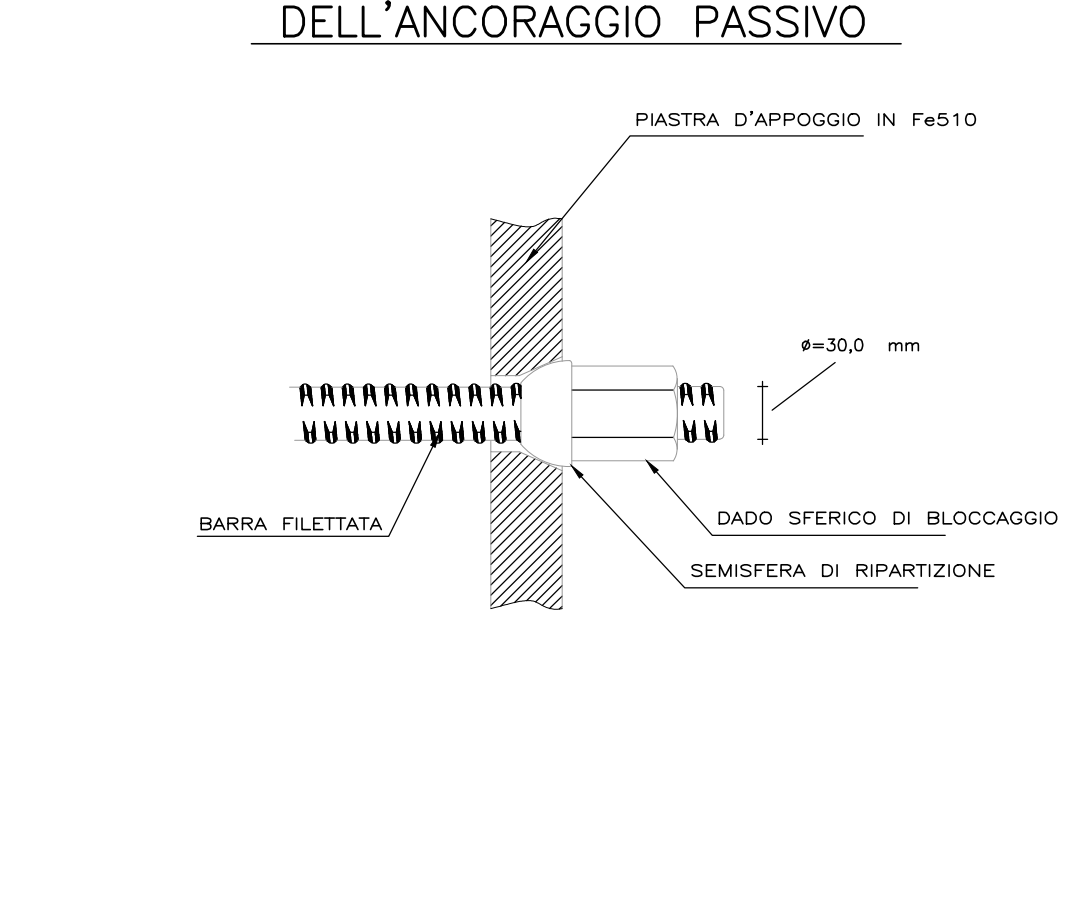 DELL'ANCORAGGIO PASSIVO
PIASTRA D'APPOGGIO IN Fe510
ø=30,0 mm
BARRA FILETTATA
DADO SFERICO DI BLOCCAGGIO
SEMISFERA DI RIPARTIZIONE